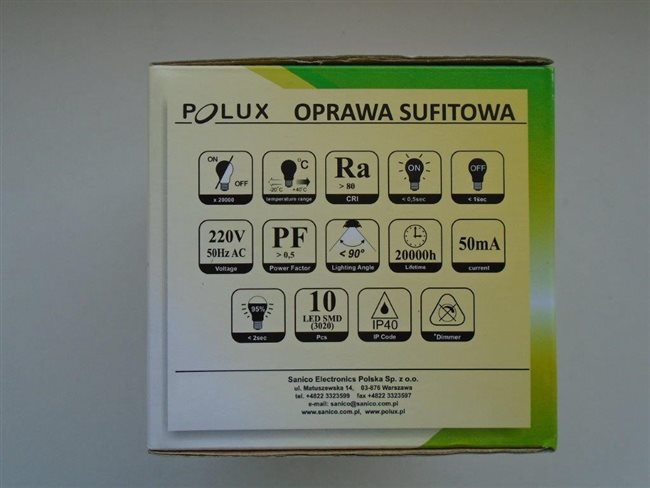 POLUX OPRAWA SUFITOWA
ON OFF
x 20000
°C
-20°C +40°C
temperature range
Ra
> 80
CRI
ON
< 0,5sec
OFF
< 1sec
220V
50Hz AC
Voltage
PF
> 0,5
Power Factor
< 90°
Lighting Angle
20000h
Lifetime
50mA
current
95%
< 2sec
10
LED SMD
(3020)
Pcs
IP40
IP Code
*Dimmer
Sanico Electronics Polska Sp. z o.o.
ul. Matuszewska 14, 03-876 Warszawa
tel. +4822 3323599 fax +4822 3323597
e-mail: sanico@sanico.com.pl
www.sanico.com.pl, www.polux.pl